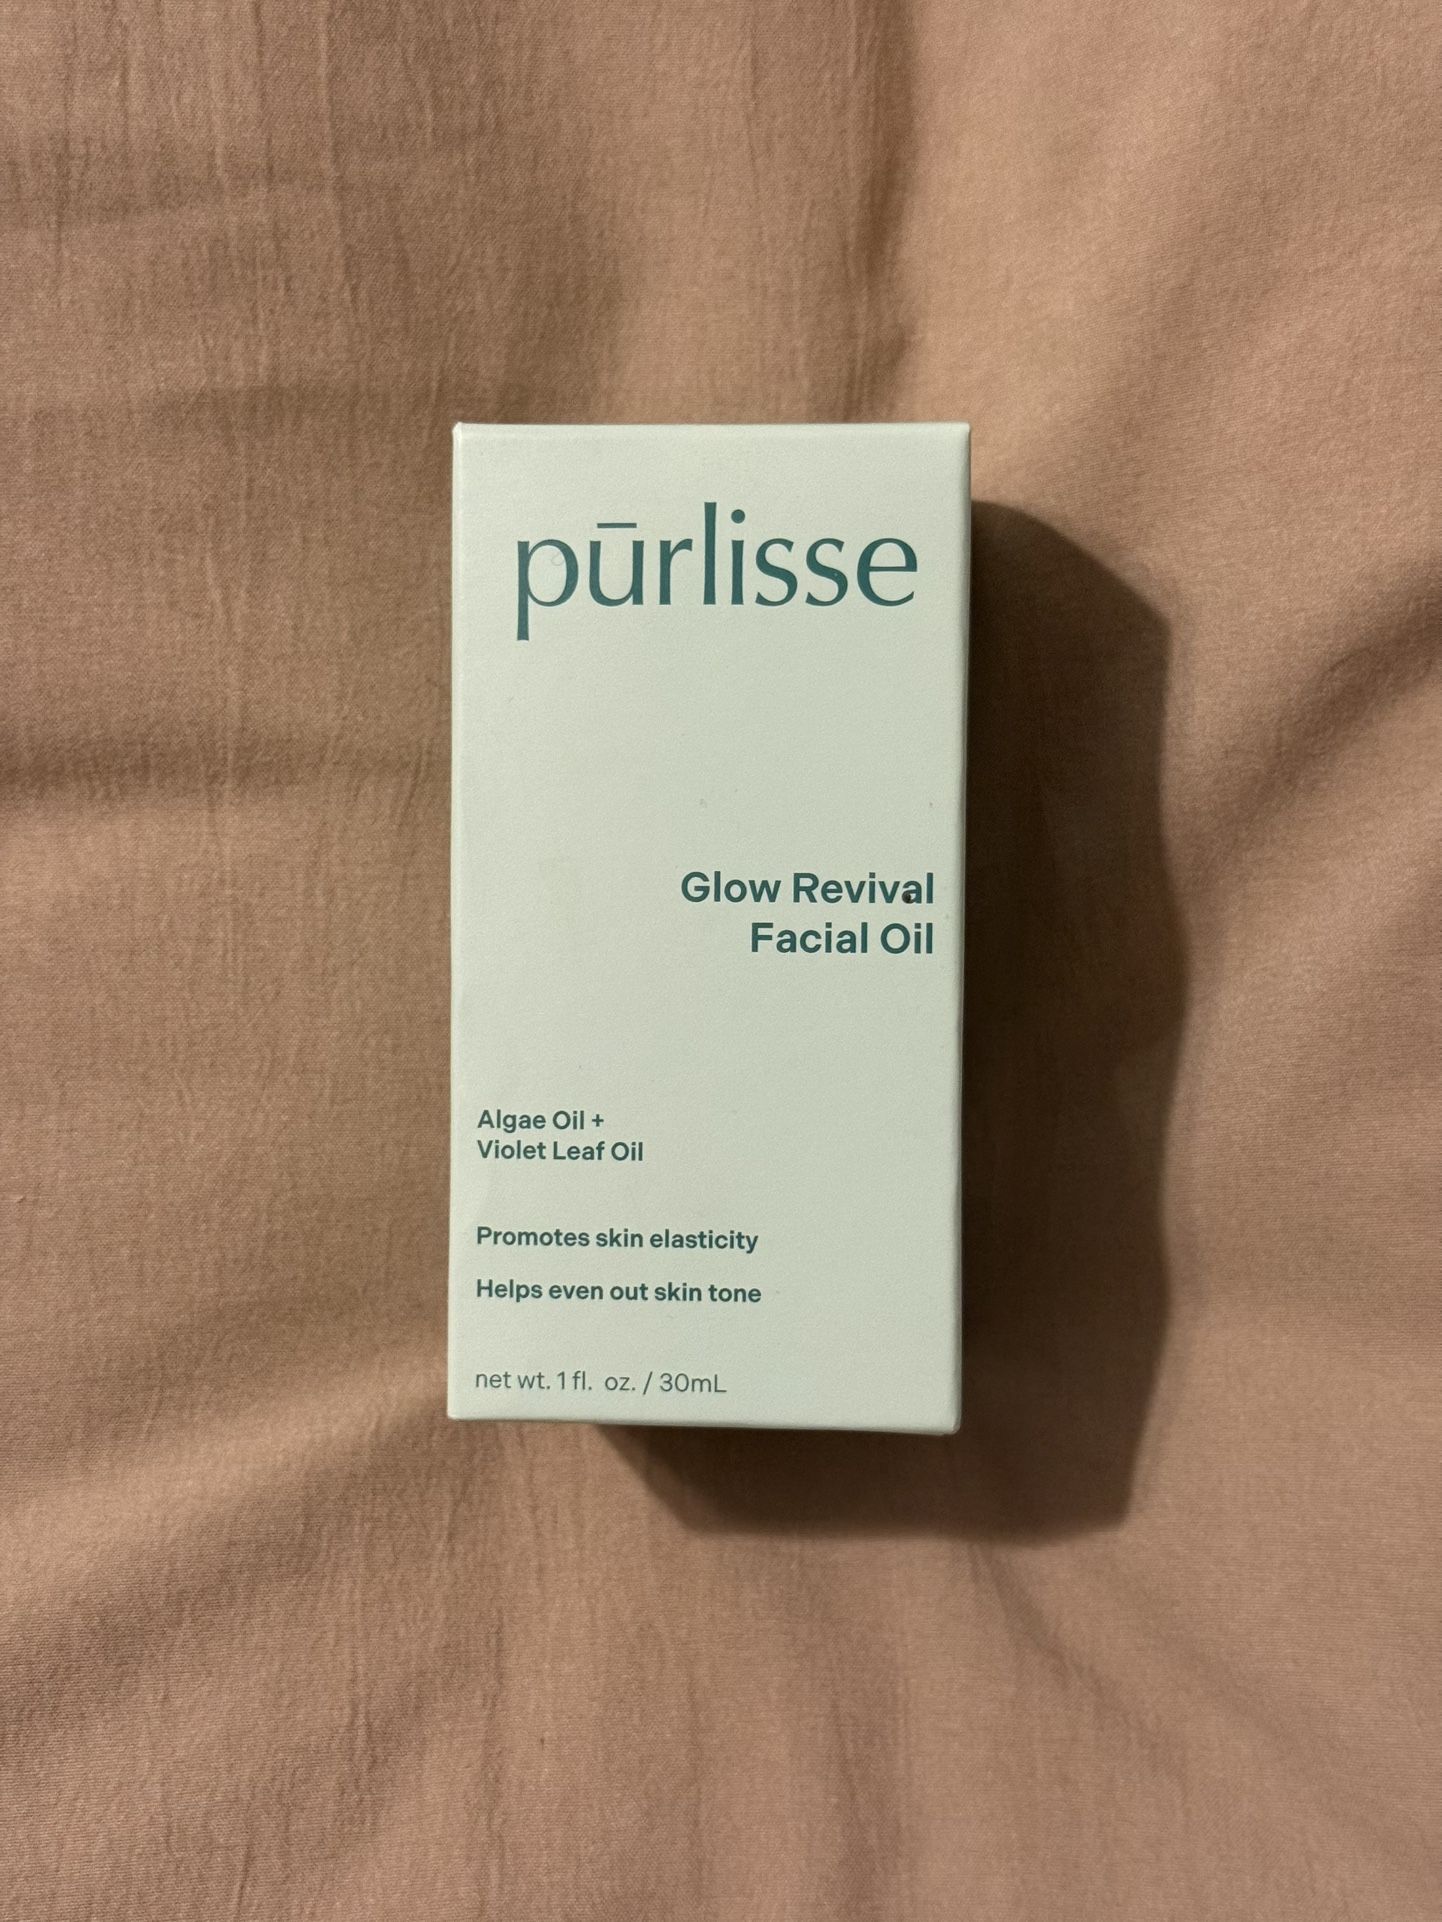 pūrlisse
Glow Revival
Facial Oil
Algae Oil +
Violet Leaf Oil
Promotes skin elasticity
Helps even out skin tone
net wt. 1 fl. oz. / 30mL